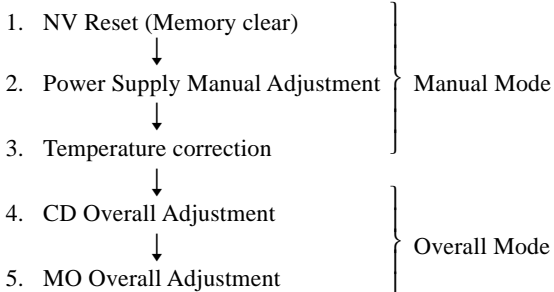 1. NV Reset (Memory clear)
2. Power Supply Manual Adjustment
Manual Mode
3. Temperature correction
4. CD Overall Adjustment
Overall Mode
5. MO Overall Adjustment